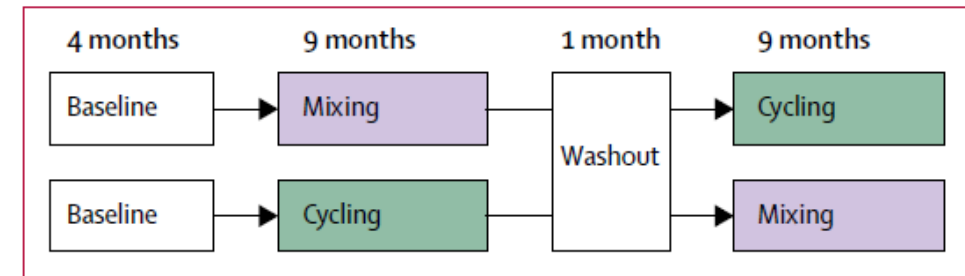 4 months 9 months 1 month 9 months
Baseline Mixing Cycling
Washout
Baseline Cycling Mixing